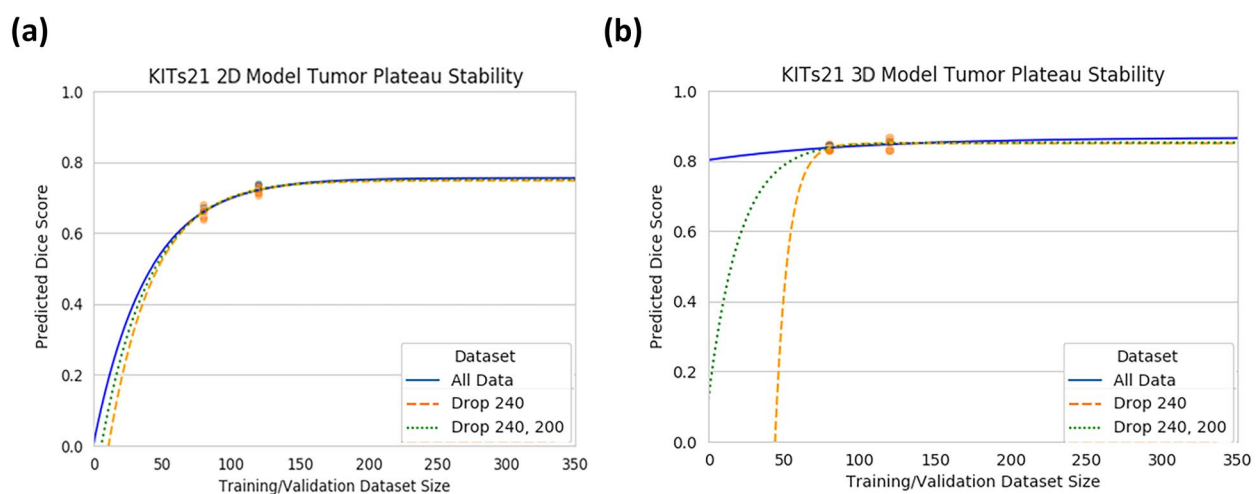 (a)
KITs21 2D Model Tumor Plateau Stability
Predicted Dice Score
1.0
0.8
0.6
0.4
0.2
0.0
0 50 100 150 200 250 300 350
Training/Validation Dataset Size
Dataset
All Data
Drop 240
Drop 240, 200
(b)
KITs21 3D Model Tumor Plateau Stability
Predicted Dice Score
1.0
0.8
0.6
0.4
0.2
0.0
0 50 100 150 200 250 300 350
Training/Validation Dataset Size
Dataset
All Data
Drop 240
Drop 240, 200